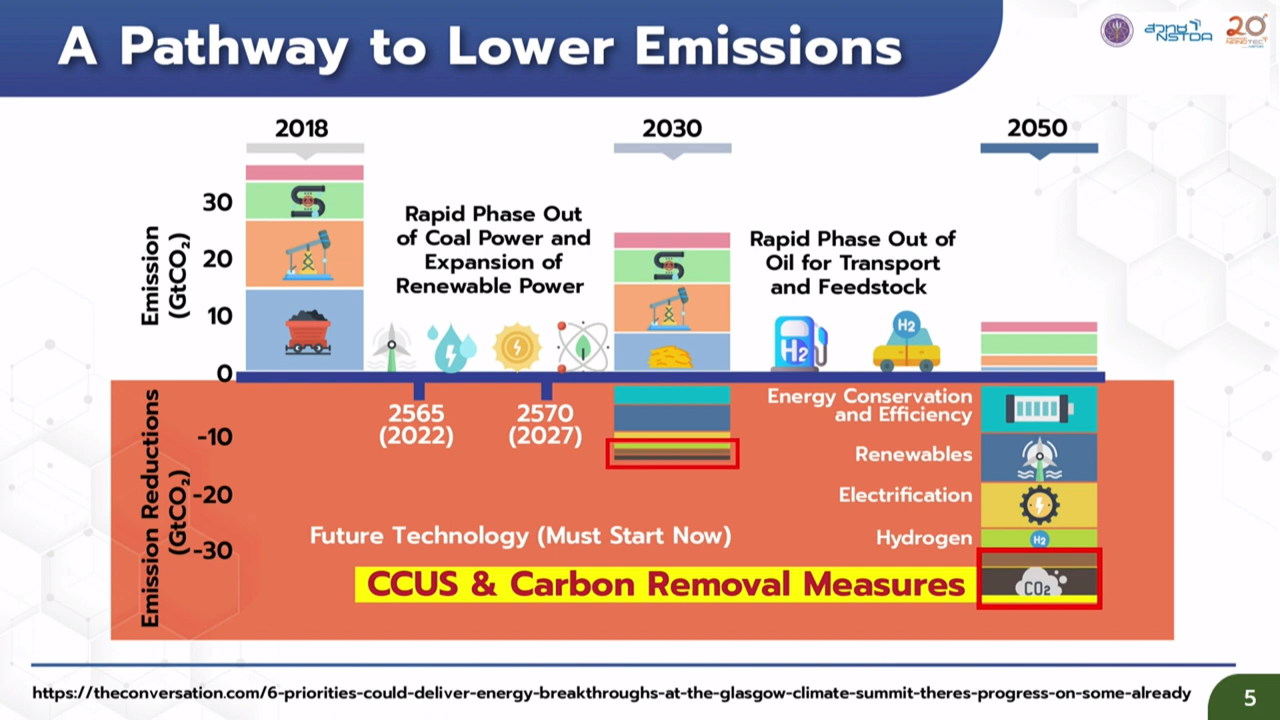 A Pathway to Lower Emissions
สวทช
NSTDA
20
NANOTEC
2018
2030
2050
Emission
(GtCO₂)
30
20
10
0
Rapid Phase Out
of Coal Power and
Expansion of
Renewable Power
Rapid Phase Out of
Oil for Transport
and Feedstock
H2
H2
2565
(2022)
2570
(2027)
Emission Reductions
(GtCO₂)
-10
-20
-30
Energy Conservation
and Efficiency
Renewables
Electrification
Hydrogen
H2
Future Technology (Must Start Now)
CCUS & Carbon Removal Measures
CO₂
https://theconversation.com/6-priorities-could-deliver-energy-breakthroughs-at-the-glasgow-climate-summit-theres-progress-on-some-already
5